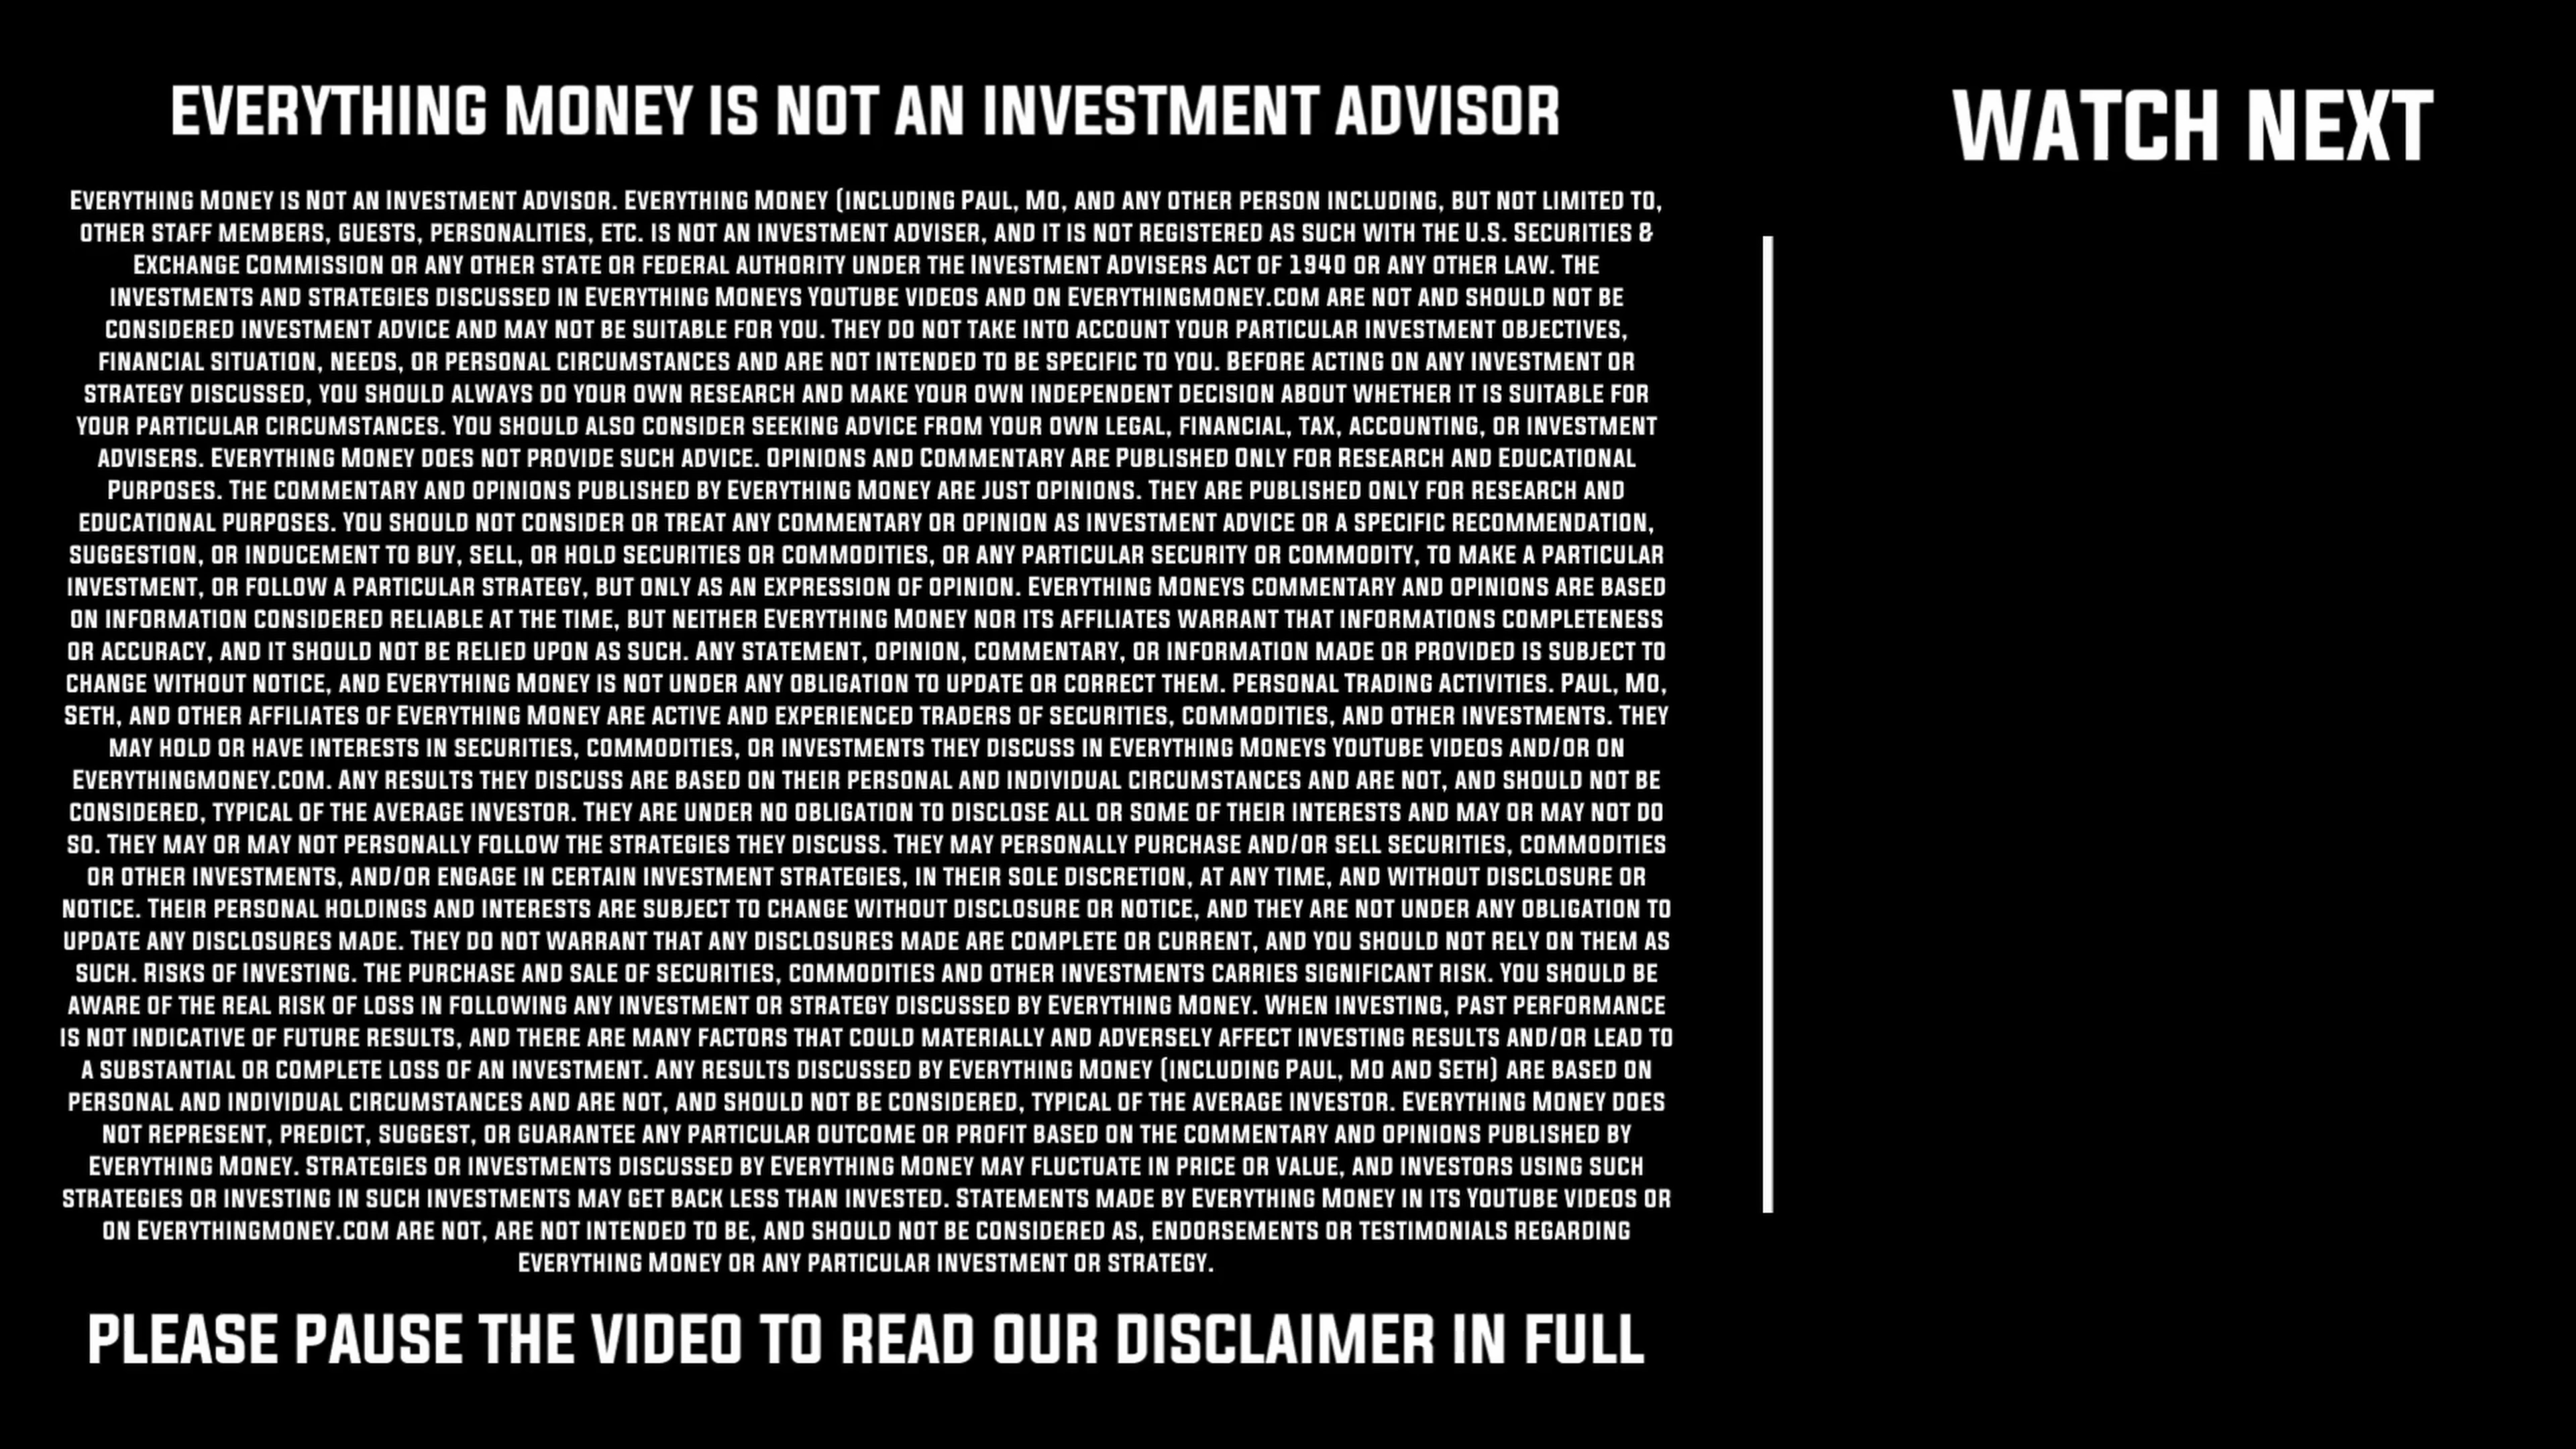 EVERYTHING MONEY IS NOT AN INVESTMENT ADVISOR
WATCH NEXT
Everything Money is Not an Investment Advisor. Everything Money (including Paul, Mo, and any other person including, but not limited to,
other staff members, guests, personalities, etc. is not an investment adviser, and it is not registered as such with the U.S. Securities &
Exchange Commission or any other state or federal authority under the Investment Advisers Act of 1940 or any other law. The
investments and strategies discussed in Everything Moneys YouTube videos and on Everythingmoney.com are not and should not be
considered investment advice and may not be suitable for you. They do not take into account your particular investment objectives,
financial situation, needs, or personal circumstances and are not intended to be specific to you. Before acting on any investment or
strategy discussed, you should always do your own research and make your own independent decision about whether it is suitable for
your particular circumstances. You should also consider seeking advice from your own legal, financial, tax, accounting, or investment
advisers. Everything Money does not provide such advice. Opinions and Commentary Are Published Only for Research and Educational
Purposes. The commentary and opinions published by Everything Money are just opinions. They are published only for research and
educational purposes. You should not consider or treat any commentary or opinion as investment advice or a specific recommendation,
suggestion, or inducement to buy, sell, or hold securities or commodities, or any particular security or commodity, to make a particular
investment, or follow a particular strategy, but only as an expression of opinion. Everything Moneys commentary and opinions are based
on information considered reliable at the time, but neither Everything Money nor its affiliates warrant that informations completeness
or accuracy, and it should not be relied upon as such. Any statement, opinion, commentary, or information made or provided is subject to
change without notice, and Everything Money is not under any obligation to update or correct them. Personal Trading Activities. Paul, Mo,
Seth, and other affiliates of Everything Money are active and experienced traders of securities, commodities, and other investments. They
may hold or have interests in securities, commodities, or investments they discuss in Everything Moneys YouTube videos and/or on
Everythingmoney.com. Any results they discuss are based on their personal and individual circumstances and are not, and should not be
considered, typical of the average investor. They are under no obligation to disclose all or some of their interests and may or may not do
so. They may or may not personally follow the strategies they discuss. They may personally purchase and/or sell securities, commodities
or other investments, and/or engage in certain investment strategies, in their sole discretion, at any time, and without disclosure or
notice. Their personal holdings and interests are subject to change without disclosure or notice, and they are not under any obligation to
update any disclosures made. They do not warrant that any disclosures made are complete or current, and you should not rely on them as
such. Risks of Investing. The purchase and sale of securities, commodities and other investments carries significant risk. You should be
aware of the real risk of loss in following any investment or strategy discussed by Everything Money. When investing, past performance
is not indicative of future results, and there are many factors that could materially and adversely affect investing results and/or lead to
a substantial or complete loss of an investment. Any results discussed by Everything Money (including Paul, Mo and Seth) are based on
personal and individual circumstances and are not, and should not be considered, typical of the average investor. Everything Money does
not represent, predict, suggest, or guarantee any particular outcome or profit based on the commentary and opinions published by
Everything Money. Strategies or investments discussed by Everything Money may fluctuate in price or value, and investors using such
strategies or investing in such investments may get back less than invested. Statements made by Everything Money in its YouTube videos or
on Everythingmoney.com are not, are not intended to be, and should not be considered as, endorsements or testimonials regarding
Everything Money or any particular investment or strategy.
PLEASE PAUSE THE VIDEO TO READ OUR DISCLAIMER IN FULL